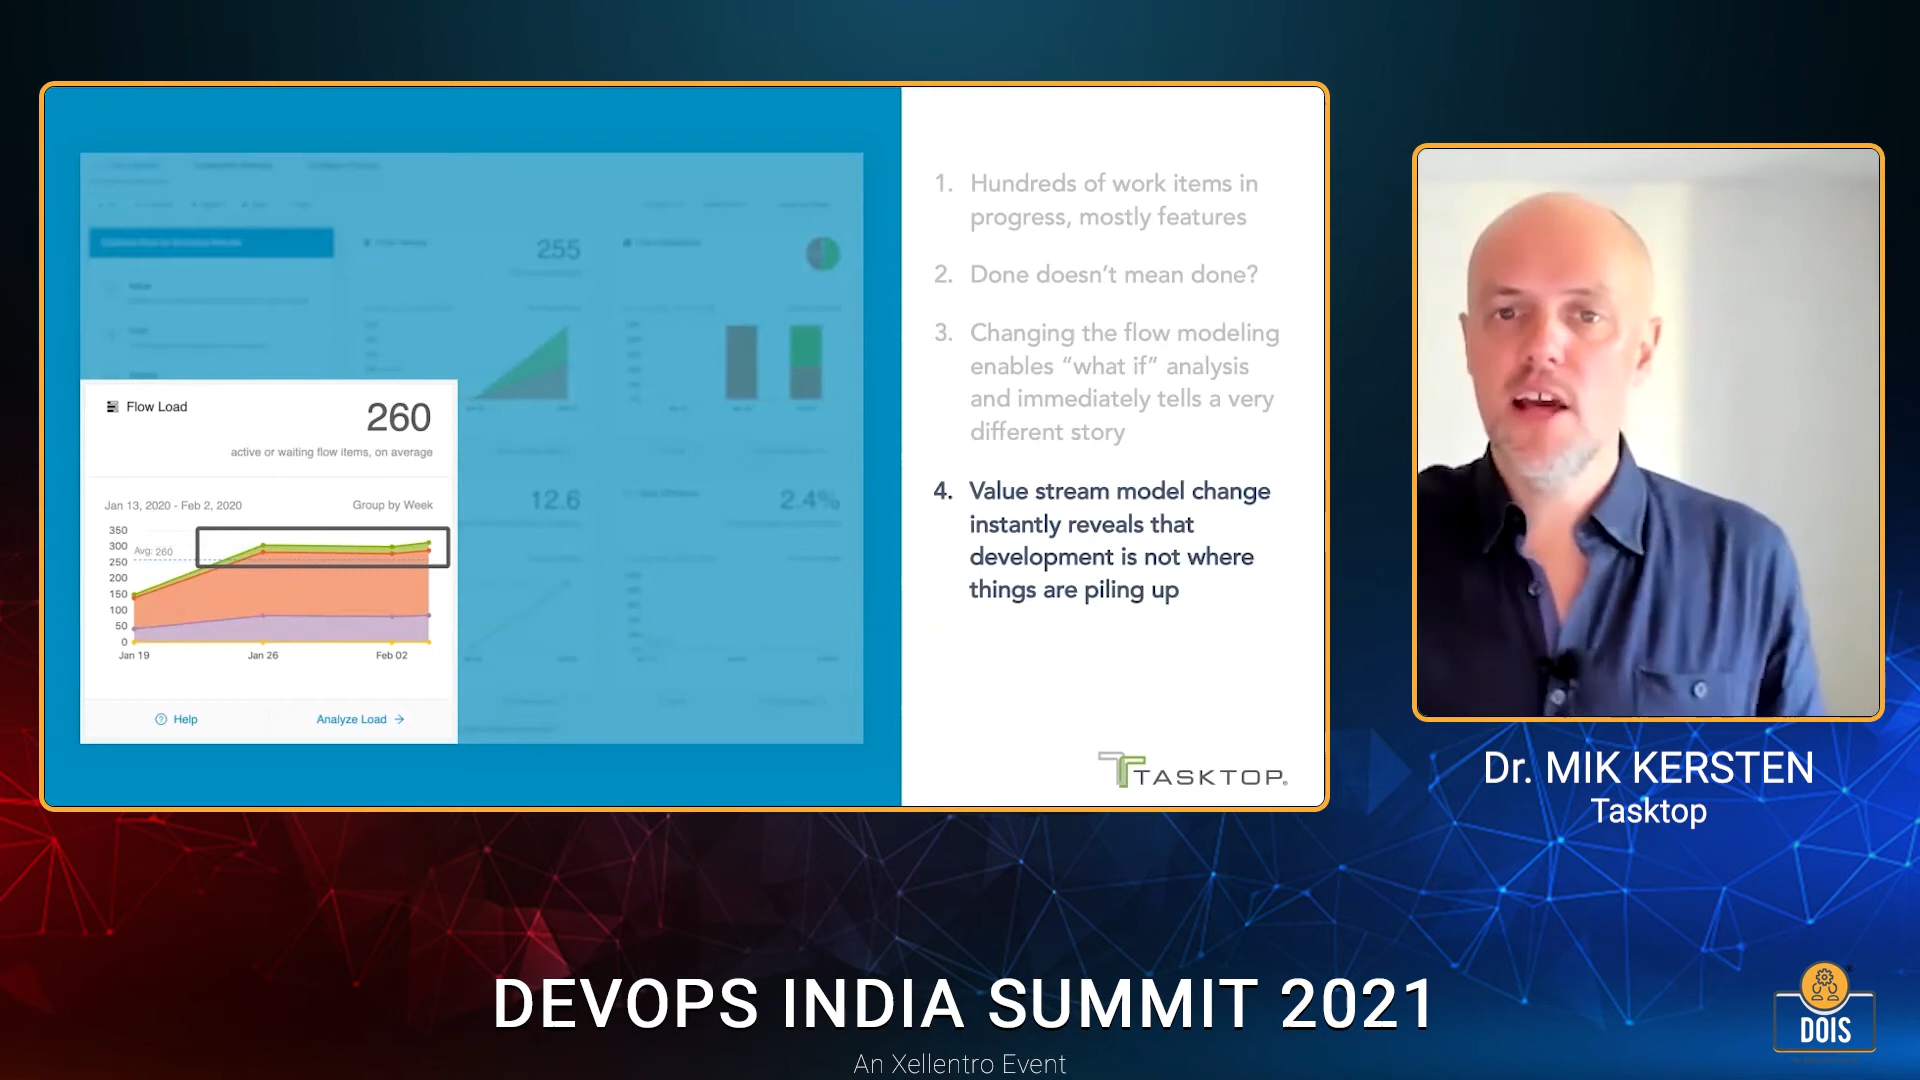 255
1. Hundreds of work items in
progress, mostly features
2. Done doesn’t mean done?
3. Changing the flow modeling
enables “what if” analysis
and immediately tells a very
different story
4. Value stream model change
instantly reveals that
development is not where
things are piling up
Flow Load
260
active or waiting flow items, on average
12.6
2.4%
Jan 13, 2020 - Feb 2, 2020 Group by Week
350
300
Avg: 260
250
200
150
100
50
0
Jan 19 Jan 26 Feb 02
Help Analyze Load
TASKTOP
Dr. MIK KERSTEN
Tasktop
DEVOPS INDIA SUMMIT 2021
An Xellentro Event
DOIS